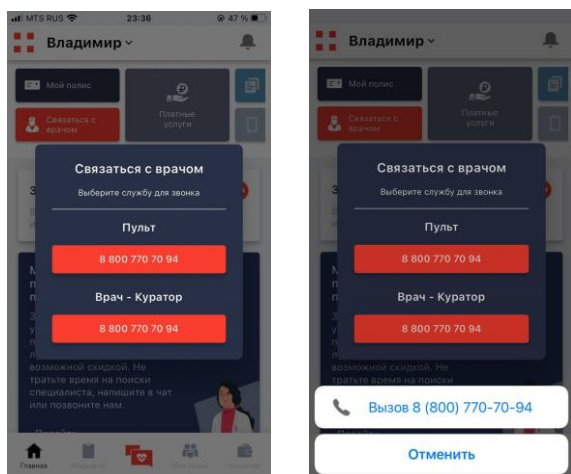 MTS RUS 23:36 47 %
Владимир
Мой полис
Связаться с врачом
Платные услуги
Связаться с врачом
Выберите службу для звонка
Пульт
8 800 770 70 94
Врач - Куратор
8 800 770 70 94
возможной скидкой. Не
тратьте время на поиски
специалиста, напишите в чат
или позвоните нам.
Главная
Владимир
Мой полис
Связаться с врачом
Платные услуги
Связаться с врачом
Выберите службу для звонка
Пульт
8 800 770 70 94
Врач - Куратор
8 800 770 70 94
возможной скидкой. Не
тратьте время на поиски
Вызов 8 (800) 770-70-94
Отменить